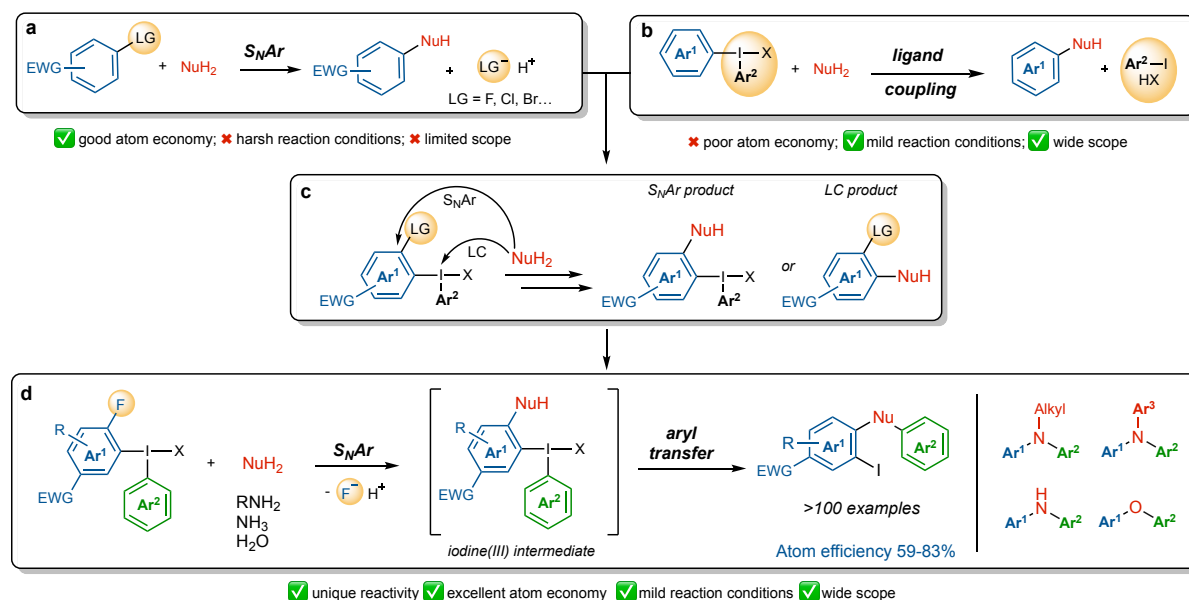 a
LG
EWG
+
NuH2
SNAr
NuH
EWG
+
LG− H+
LG = F, Cl, Br…
✅ good atom economy; ✖ harsh reaction conditions; ✖ limited scope
b
Ar1
I
X
Ar2
+
NuH2
ligand
coupling
NuH
Ar1
+
Ar2
I
HX
✖ poor atom economy; ✅ mild reaction conditions; ✅ wide scope
c
SNAr
LG
LC
NuH2
Ar1
I
X
EWG
Ar2
SNAr product
NuH
Ar1
I
X
EWG
Ar2
or
LC product
LG
Ar1
NuH
EWG
d
F
R
Ar1
I
X
EWG
Ar2
+
NuH2
RNH2
NH3
H2O
SNAr
- F− H+
NuH
R
Ar1
I
X
EWG
Ar2
iodine(III) intermediate
aryl
transfer
R
Ar1
Nu
Ar2
EWG
I
>100 examples
Atom efficiency 59-83%
Alkyl
N
Ar1
Ar2
Ar3
N
Ar1
Ar2
H
N
Ar1
Ar2
O
Ar1
Ar2
✅ unique reactivity ✅ excellent atom economy ✅ mild reaction conditions ✅ wide scope